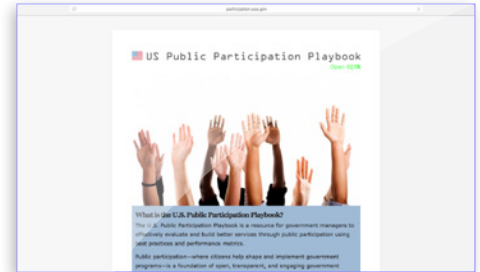 participation.usa.gov
US Public Participation Playbook
What is the U.S. Public Participation Playbook?
The U.S. Public Participation Playbook is a resource for government managers to
effectively evaluate and build better services through public participation using
best practices and performance metrics.
Public participation—where citizens help shape and implement government
programs—is a foundation of open, transparent, and engaging government